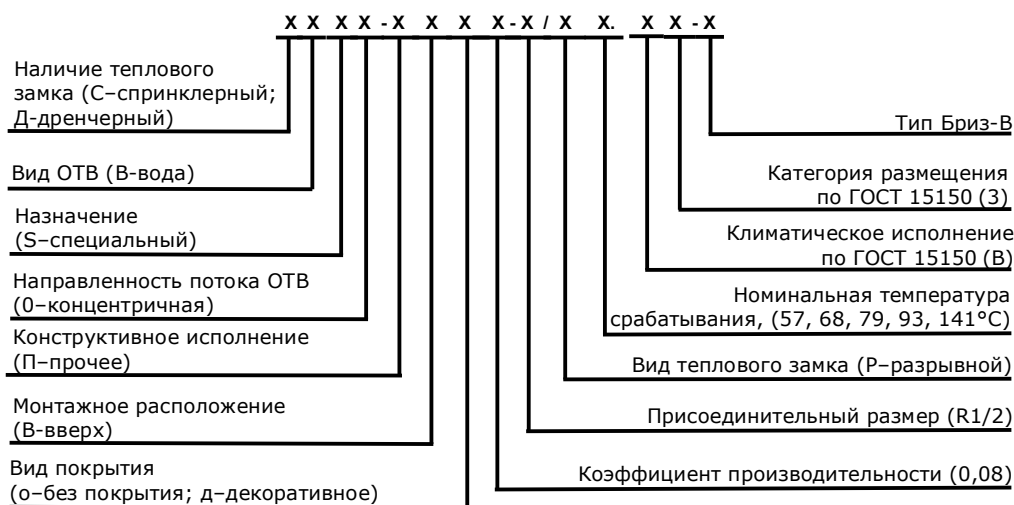 X X X X - X X X X - X / X X. X X - X
Наличие теплового
замка (С–спринклерный;
Д-дренчерный)
Вид ОТВ (В-вода)
Назначение
(S–специальный)
Направленность потока ОТВ
(0–концентричная)
Конструктивное исполнение
(П–прочее)
Монтажное расположение
(В-вверх)
Вид покрытия
(о–без покрытия; д–декоративное)
Тип Бриз-В
Категория размещения
по ГОСТ 15150 (3)
Климатическое исполнение
по ГОСТ 15150 (В)
Номинальная температура
срабатывания, (57, 68, 79, 93, 141°С)
Вид теплового замка (Р–разрывной)
Присоединительный размер (R1/2)
Коэффициент производительности (0,08)